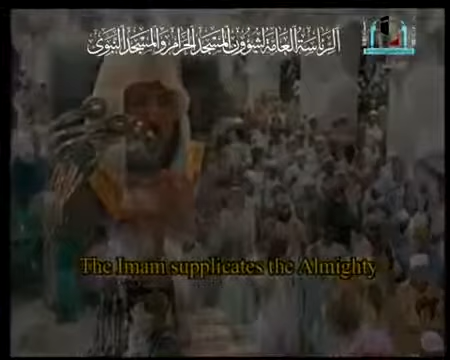 الرئاسة العامة لشؤون المسجد الحرام والمسجد النبوي
The Imam supplicates the Almighty